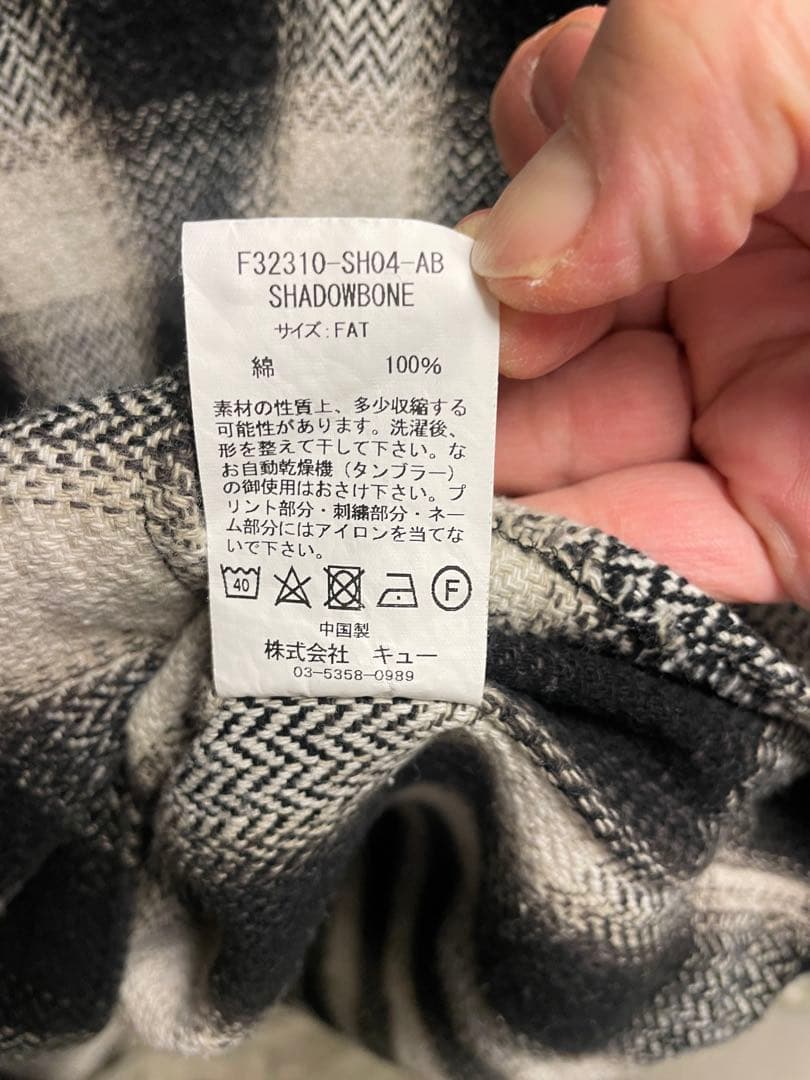 F32310-SH04-AB
SHADOWBONE
サイズ:FAT
綿 100%
素材の性質上、多少収縮する
可能性があります。洗濯後、
形を整えて干して下さい。な
お自動乾燥機（タンブラー）
の御使用はおさけ下さい。プ
リント部分・刺繍部分・ネー
ム部分にはアイロンを当てな
いで下さい。
40 F
中国製
株式会社 キュー
03-5358-0989